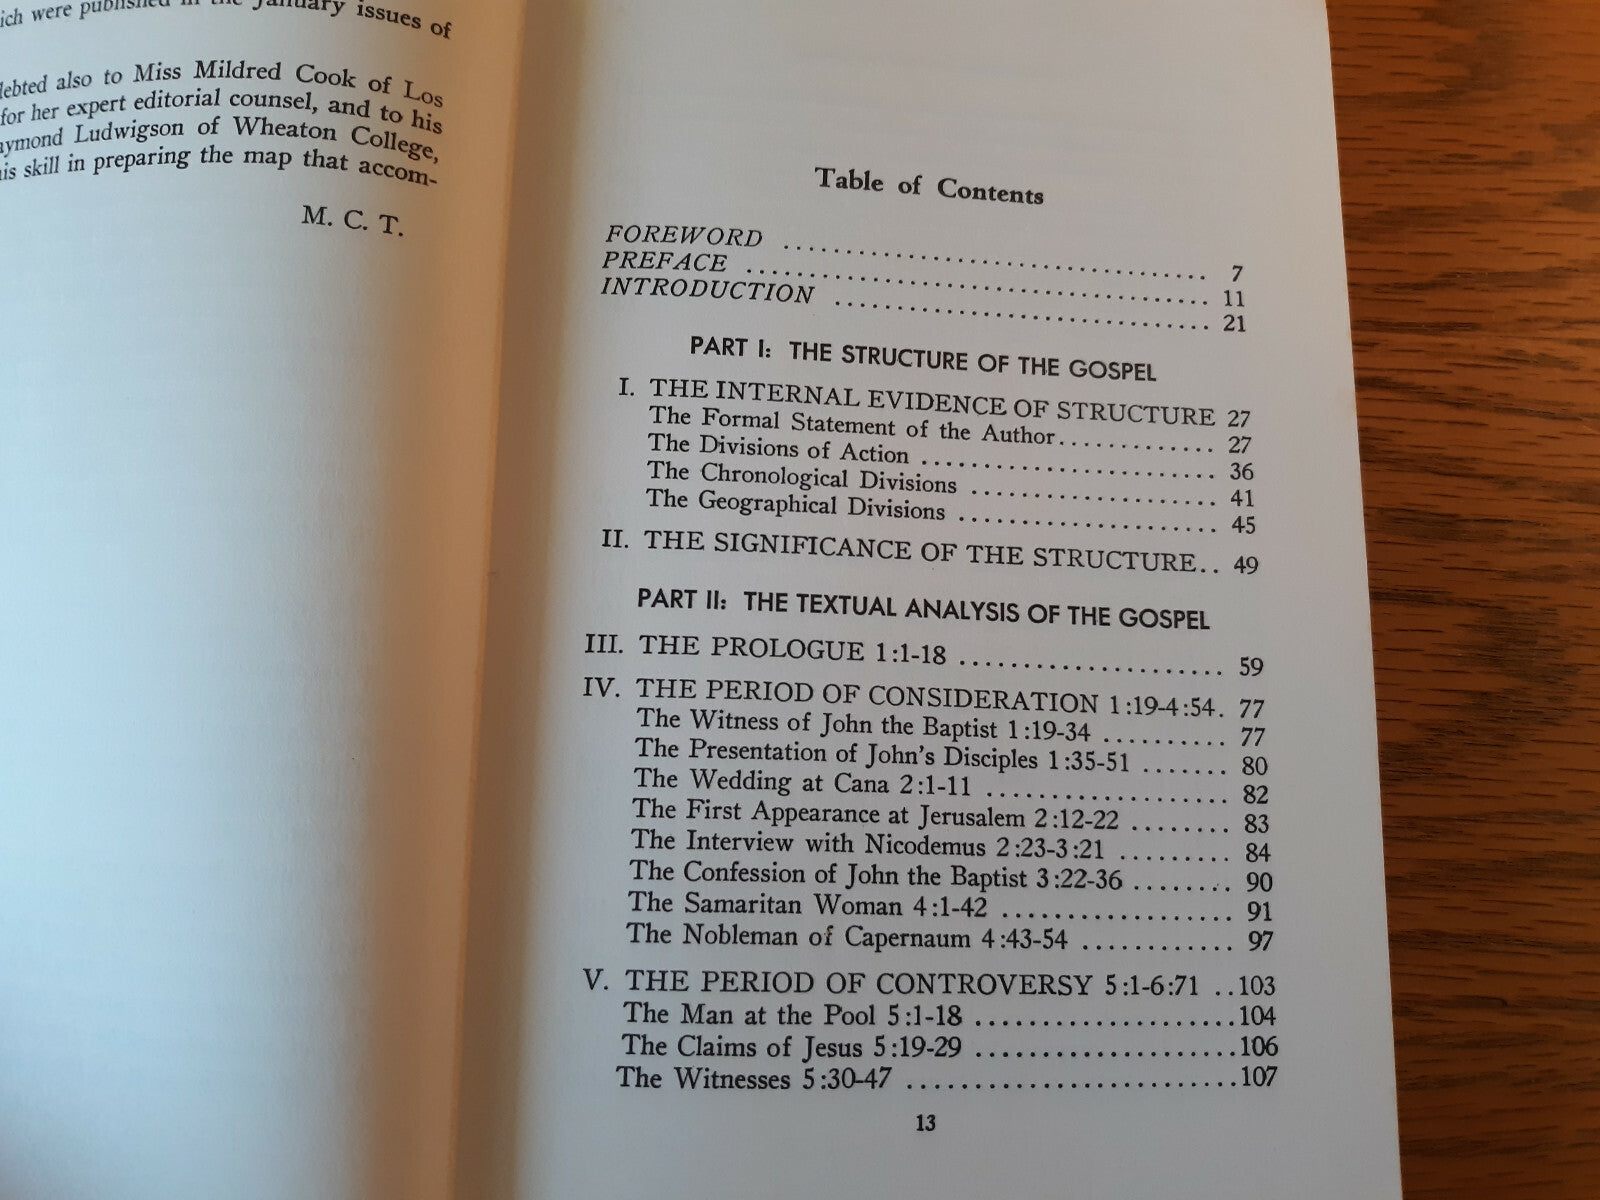 were published in the January issues of
also to Miss Mildred Cook of Los
for her expert editorial counsel, and to his
Ludwigson of Wheaton College,
skill in preparing the map that accom-
M. C. T.
Table of Contents
FOREWORD ................................. 7
PREFACE ................................... 11
INTRODUCTION ............................ 21
PART I: THE STRUCTURE OF THE GOSPEL
I. THE INTERNAL EVIDENCE OF STRUCTURE 27
The Formal Statement of the Author............ 27
The Divisions of Action ...................... 36
The Chronological Divisions ................... 41
The Geographical Divisions .................... 45
II. THE SIGNIFICANCE OF THE STRUCTURE.. 49
PART II: THE TEXTUAL ANALYSIS OF THE GOSPEL
III. THE PROLOGUE 1:1-18 .................... 59
IV. THE PERIOD OF CONSIDERATION 1:19-4:54. 77
The Witness of John the Baptist 1:19-34 .......... 77
The Presentation of John's Disciples 1:35-51 ....... 80
The Wedding at Cana 2:1-11 ................... 82
The First Appearance at Jerusalem 2:12-22 ........ 83
The Interview with Nicodemus 2:23-3:21 ......... 84
The Confession of John the Baptist 3:22-36 ........ 90
The Samaritan Woman 4:1-42 .................. 91
The Nobleman of Capernaum 4:43-54 ............ 97
V. THE PERIOD OF CONTROVERSY 5:1-6:71 ..103
The Man at the Pool 5:1-18 ....................104
The Claims of Jesus 5:19-29 ....................106
The Witnesses 5:30-47 .........................107
13